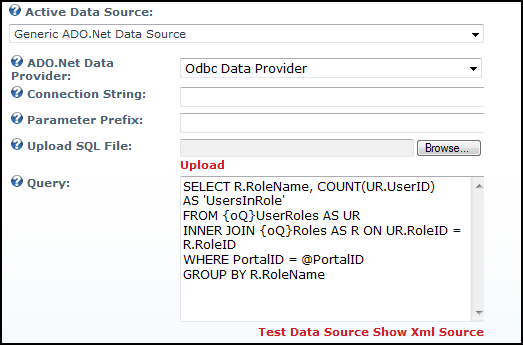 Active Data Source:
Generic ADO.Net Data Source
ADO.Net Data Provider:
Odbc Data Provider
Connection String:
Parameter Prefix:
Upload SQL File:
Browse...
Upload
Query:
SELECT R.RoleName, COUNT(UR.UserID)
AS 'UsersInRole'
FROM {oQ}UserRoles AS UR
INNER JOIN {oQ}Roles AS R ON UR.RoleID =
R.RoleID
WHERE PortalID = @PortalID
GROUP BY R.RoleName
Test Data Source Show Xml Source